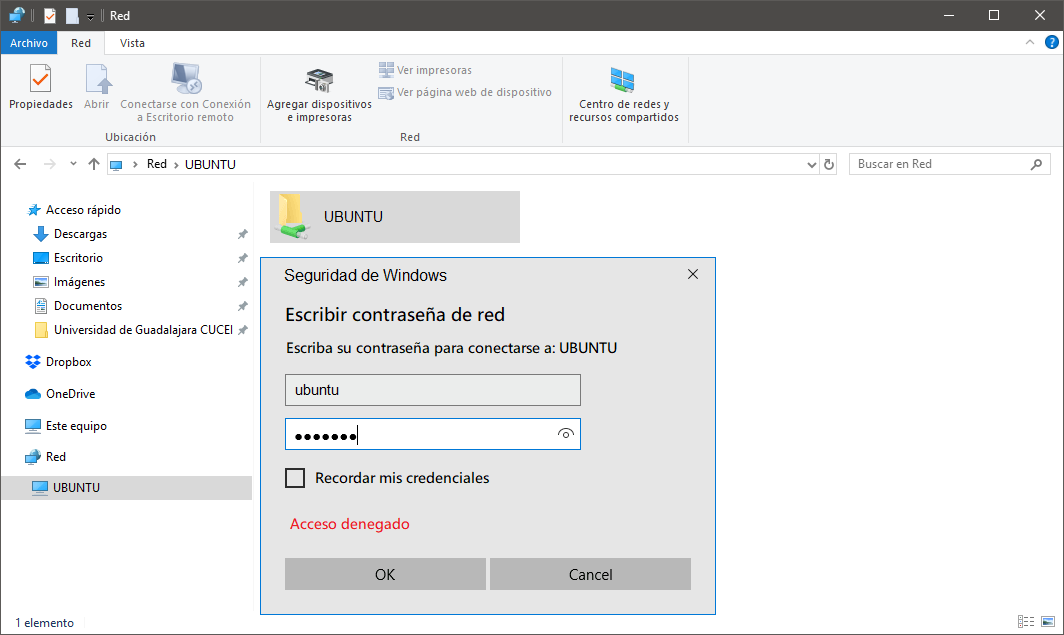 Red
Archivo
Red
Vista
Propiedades
Abrir
Conectarse con Conexión
a Escritorio remoto
Ubicación
Agregar dispositivos
e impresoras
Ver impresoras
Ver página web de dispositivo
Red
Centro de redes y
recursos compartidos
Red > UBUNTU
Buscar en Red
Acceso rápido
Descargas
Escritorio
Imágenes
Documentos
Universidad de Guadalajara CUCEI
Dropbox
OneDrive
Este equipo
Red
UBUNTU
UBUNTU
Seguridad de Windows
Escribir contraseña de red
Escriba su contraseña para conectarse a: UBUNTU
ubuntu
Recordar mis credenciales
Acceso denegado
OK
Cancel
1 elemento